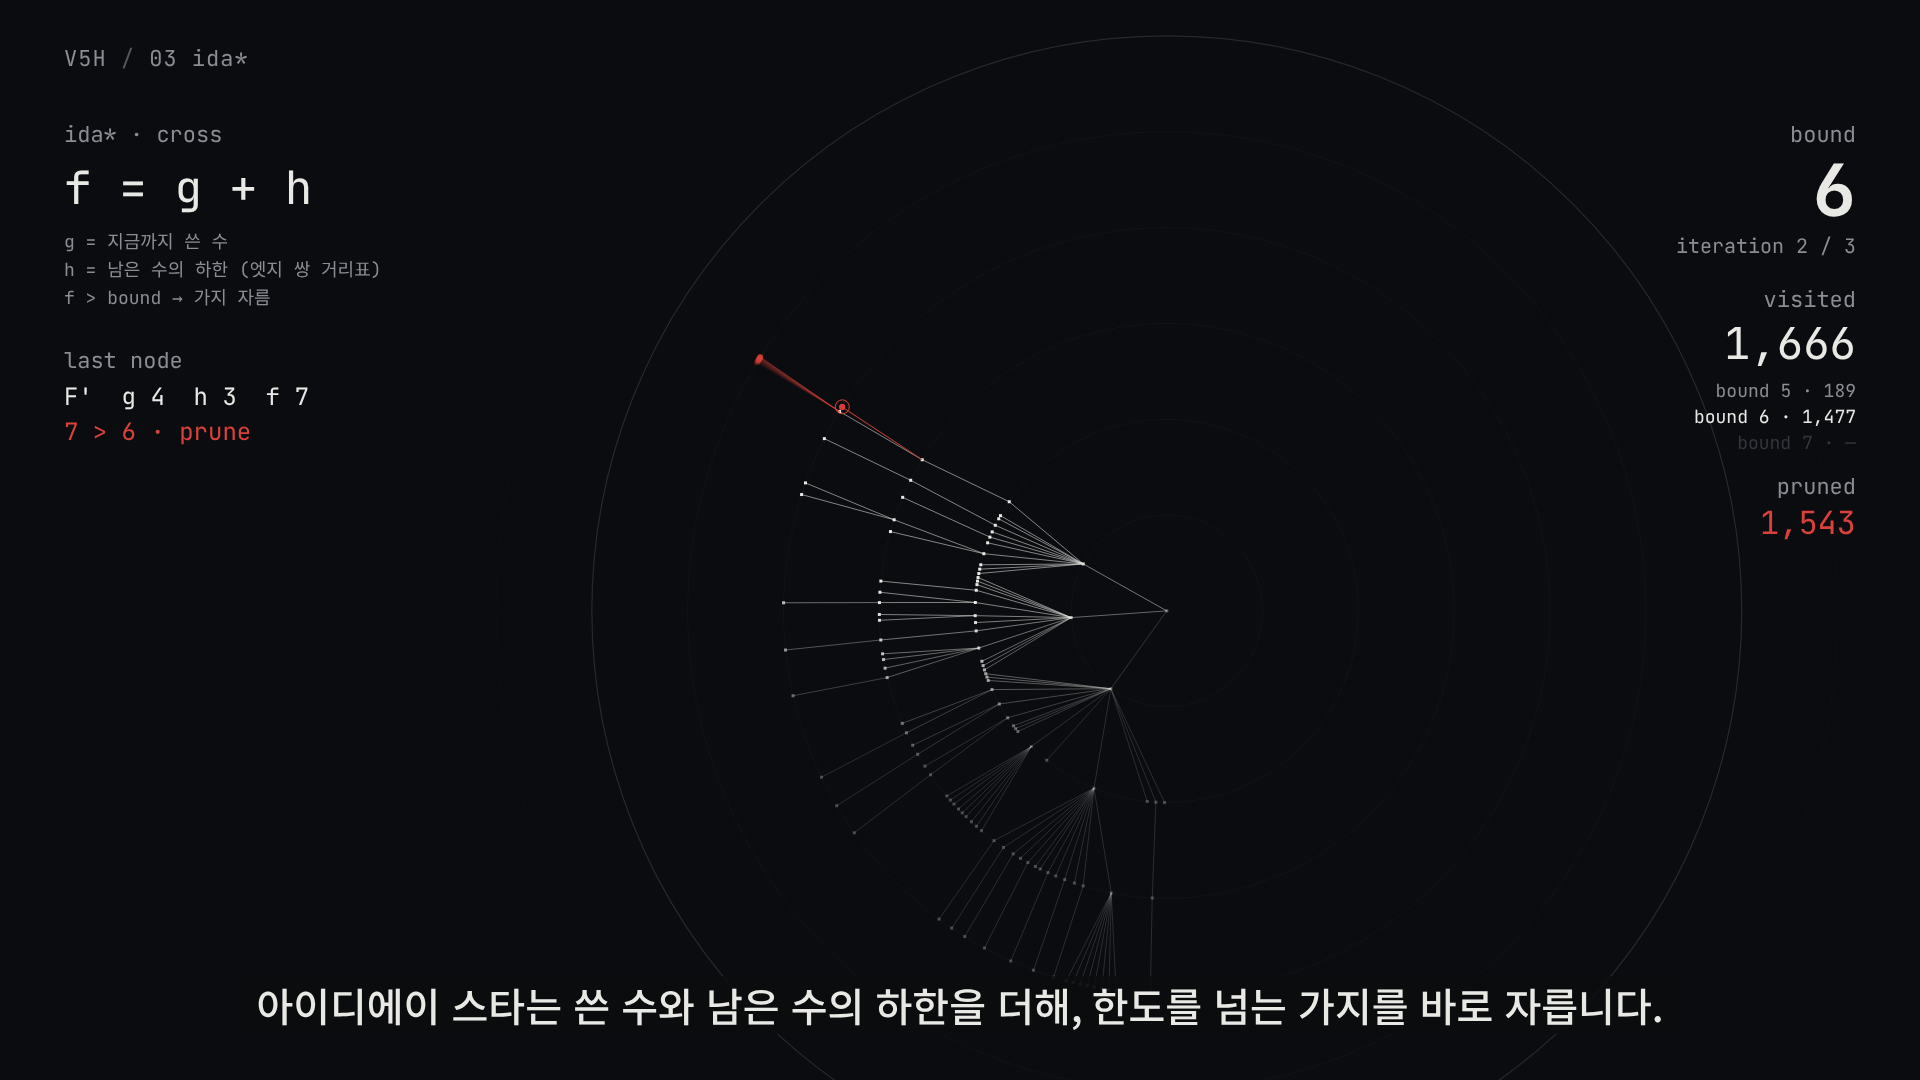 V5H / 03 ida*
ida* · cross
f = g + h
g = 지금까지 쓴 수
h = 남은 수의 하한 (엣지 쌍 거리표)
f > bound → 가지 자름
last node
F' g 4 h 3 f 7
7 > 6 · prune
bound
6
iteration 2 / 3
visited
1,666
bound 5 · 189
bound 6 · 1,477
bound 7 · —
pruned
1,543
아이디에이 스타는 쓴 수와 남은 수의 하한을 더해, 한도를 넘는 가지를 바로 자릅니다.